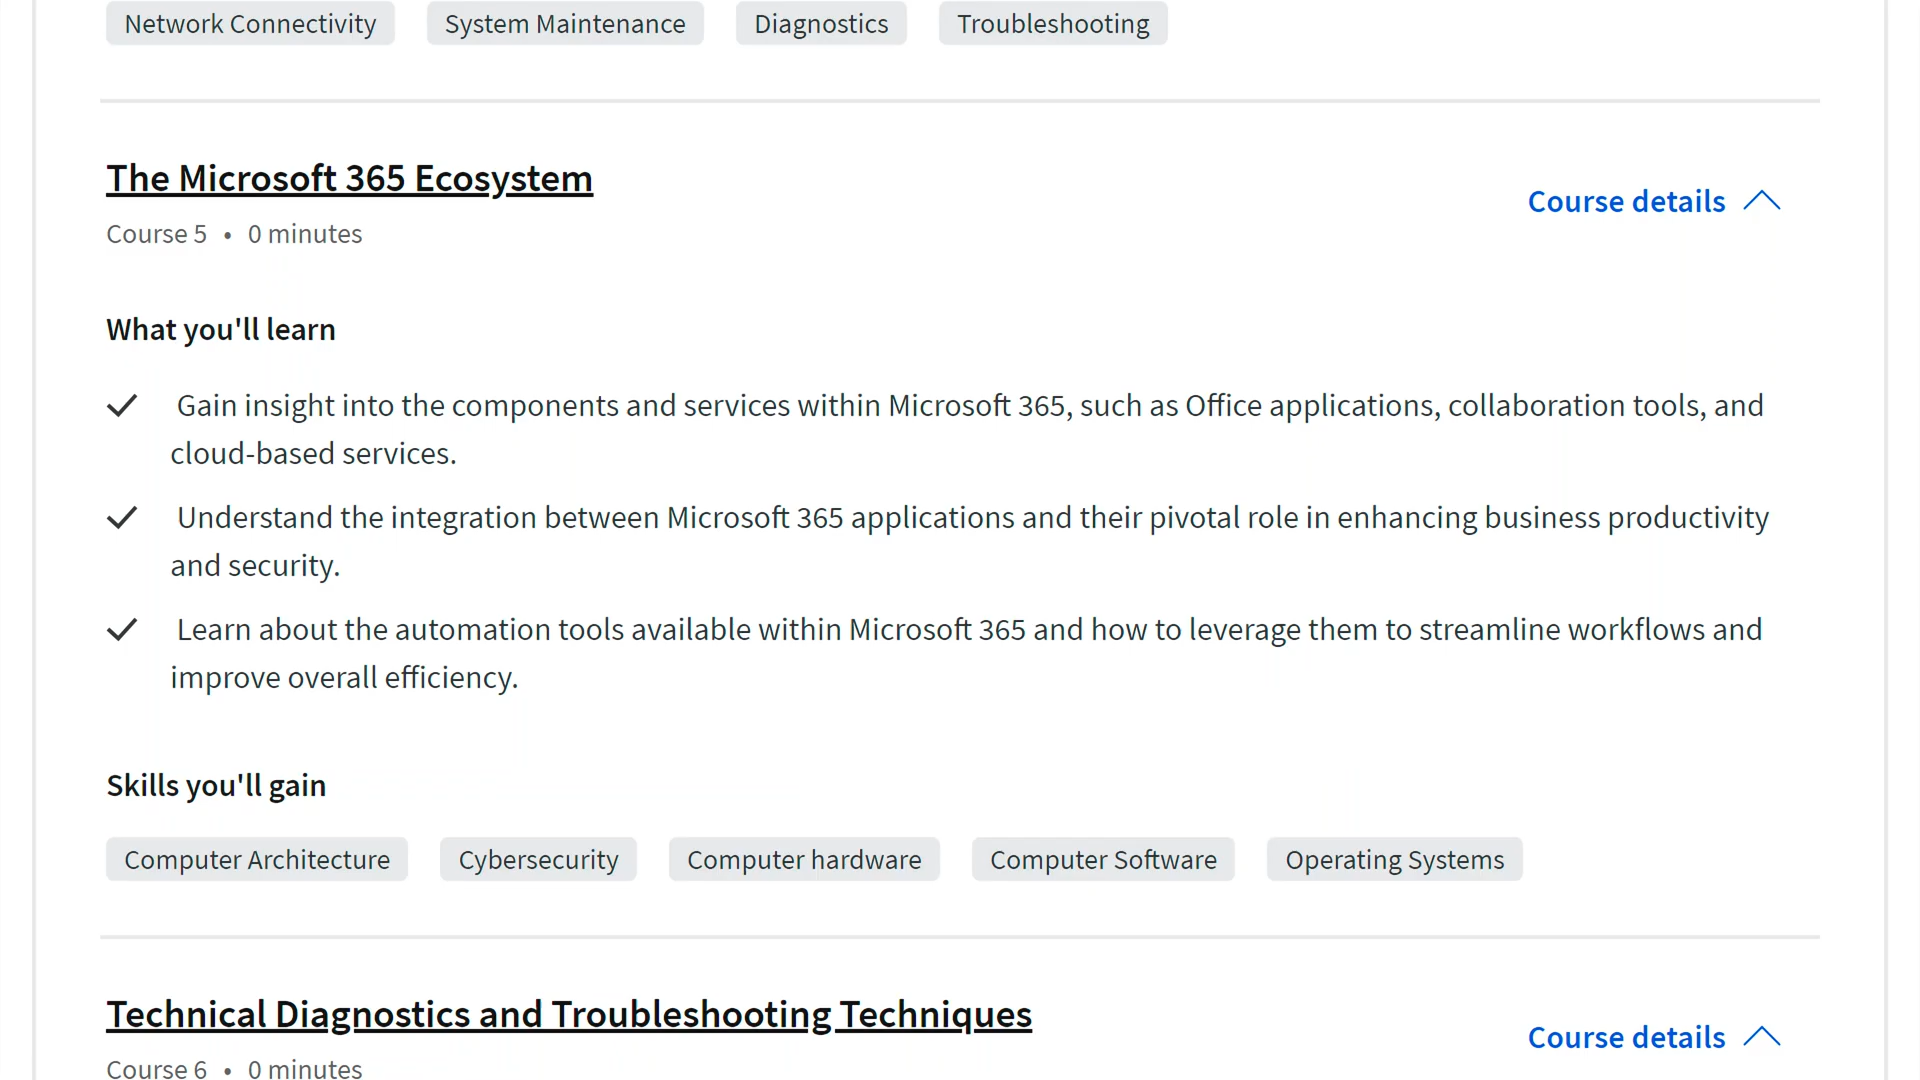 Network Connectivity System Maintenance Diagnostics Troubleshooting
The Microsoft 365 Ecosystem
Course details
Course 5 • 0 minutes
What you'll learn
Gain insight into the components and services within Microsoft 365, such as Office applications, collaboration tools, and
cloud-based services.
Understand the integration between Microsoft 365 applications and their pivotal role in enhancing business productivity
and security.
Learn about the automation tools available within Microsoft 365 and how to leverage them to streamline workflows and
improve overall efficiency.
Skills you'll gain
Computer Architecture Cybersecurity Computer hardware Computer Software Operating Systems
Technical Diagnostics and Troubleshooting Techniques
Course details
Course 6 • 0 minutes